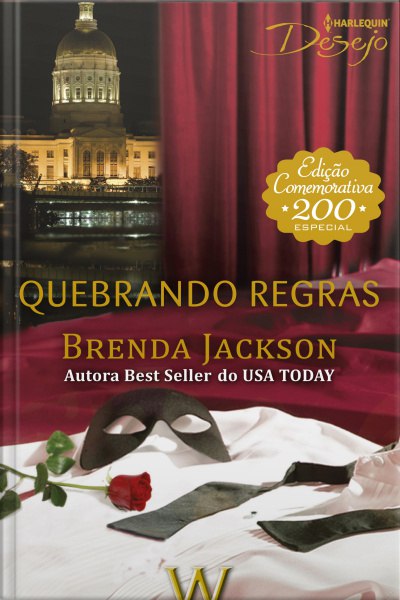 HARLEQUIN
Desejo
Edição
Comemorativa
200
ESPECIAL
QUEBRANDO REGRAS
BRENDA JACKSON
Autora Best Seller do USA TODAY
W